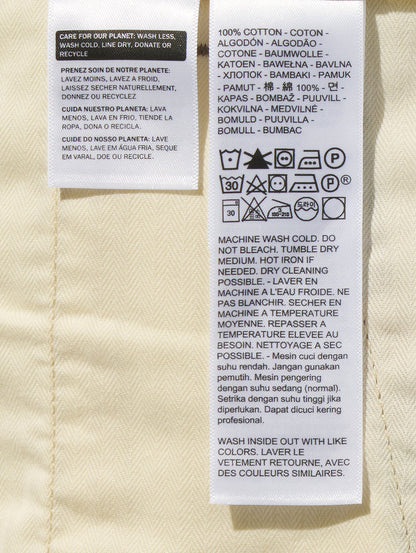 CARE FOR OUR PLANET: WASH LESS,
WASH COLD, LINE DRY, DONATE OR
RECYCLE
PRENEZ SOIN DE NOTRE PLANETE:
LAVEZ MOINS, LAVEZ A FROID,
LAISSEZ SECHER NATURELLEMENT,
DONNEZ OU RECYCLEZ.
CUIDA NUESTRO PLANETA: LAVA
MENOS, LAVA EN FRIO, TIENDE LA
ROPA, DONA O RECICLA.
CUIDE DO NOSSO PLANETA: LAVE
MENOS, LAVE EM ÁGUA FRIA, SEQUE
EM VARAL, DOE OU RECICLE.
100% COTTON - COTON -
ALGODÓN - ALGODÃO -
COTONE - BAUMWOLLE -
KATOEN - BAWEŁNA - BAVLNA
- ХЛОПОК - BAMBAKI - PAMUK
- PAMUT - 棉 - 綿 100% - 면 -
KAPAS - BOMBAŽ - PUUVILL -
KOKVILNA - MEDVILNĖ -
BOMULD - PUUVILLA -
BOMULL - BUMBAC
P
30 P ®
30 드라이
MACHINE WASH COLD. DO
NOT BLEACH. TUMBLE DRY
MEDIUM. HOT IRON IF
NEEDED. DRY CLEANING
POSSIBLE. - LAVER EN
MACHINE A L'EAU FROIDE. NE
PAS BLANCHIR. SECHER EN
MACHINE A TEMPERATURE
MOYENNE. REPASSER A
TEMPERATURE ELEVEE AU
BESOIN. NETTOYAGE A SEC
POSSIBLE. - Mesin cuci dengan
suhu rendah. Jangan gunakan
pemutih. Mesin pengering
dengan suhu sedang (normal).
Setrika dengan suhu tinggi jika
diperlukan. Dapat dicuci kering
profesional.
WASH INSIDE OUT WITH LIKE
COLORS. LAVER LE
VETEMENT RETOURNE, AVEC
DES COULEURS SIMILAIRES.